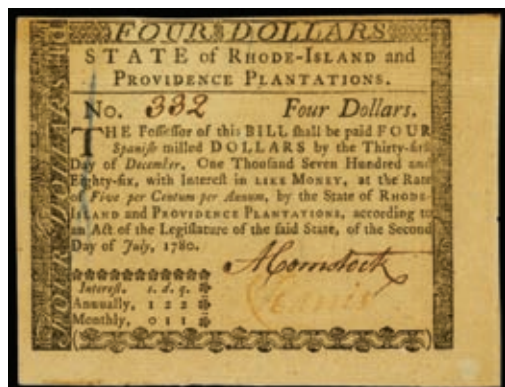 FOUR DOLLARS
STATE of RHODE-ISLAND and
PROVIDENCE PLANTATIONS.
No. 332 Four Dollars.
THE Poſſeſſor of this BILL ſhall be paid FOUR
Spaniſh milled DOLLARS by the Thirty-firſt
Day of December, One Thouſand Seven Hundred and
Eighty-ſix, with Intereſt in LIKE MONEY, at the Rate
of Five per Centum per Annum, by the State of RHODE-
ISLAND and PROVIDENCE PLANTATIONS, according to
an Act of the Legiſlature of the ſaid State, of the Second
Day of July, 1780.
AComstock
Intereſt. s. d. q.
Annually, 1 2 2
Monthly, 0 1 1
FOUR DOLLARS